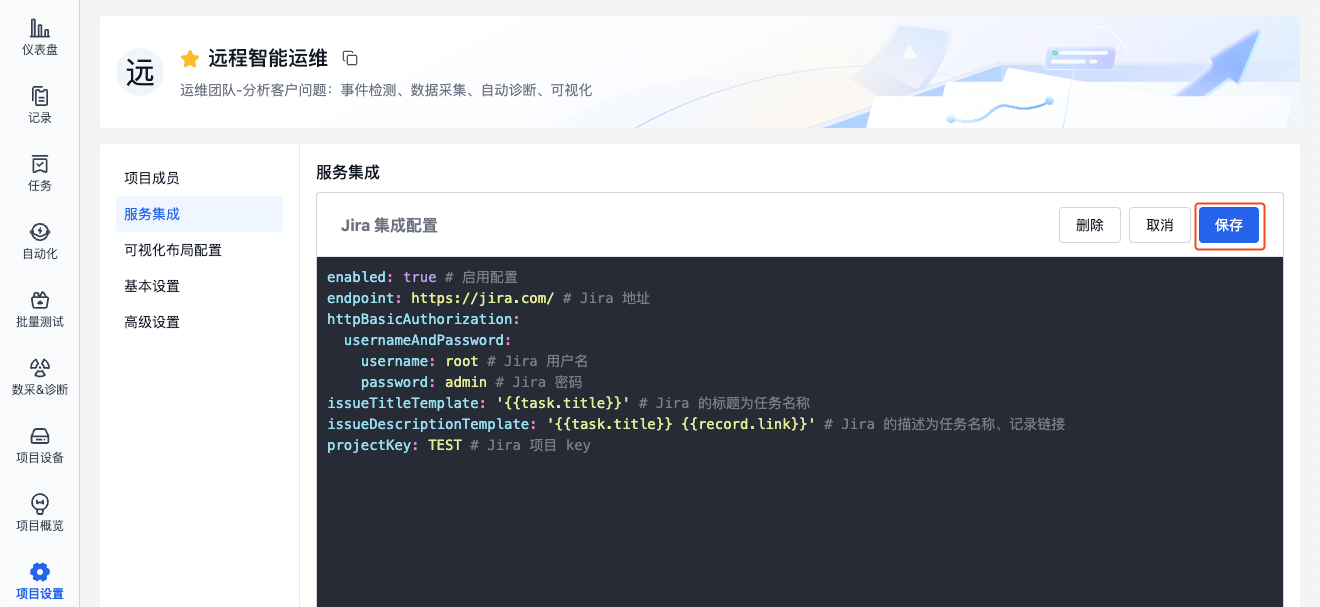 仪表盘
记录
任务
自动化
批量测试
数采&诊断
项目设备
项目概览
项目设置
远
远程智能运维
运维团队-分析客户问题：事件检测、数据采集、自动诊断、可视化
项目成员
服务集成
可视化布局配置
基本设置
高级设置
服务集成
Jira 集成配置
删除
取消
保存
enabled: true # 启用配置
endpoint: https://jira.com/ # Jira 地址
httpBasicAuthorization:
  usernameAndPassword:
    username: root # Jira 用户名
    password: admin # Jira 密码
issueTitleTemplate: '{{task.title}}' # Jira 的标题为任务名称
issueDescriptionTemplate: '{{task.title}} {{record.link}}' # Jira 的描述为任务名称、记录链接
projectKey: TEST # Jira 项目 key